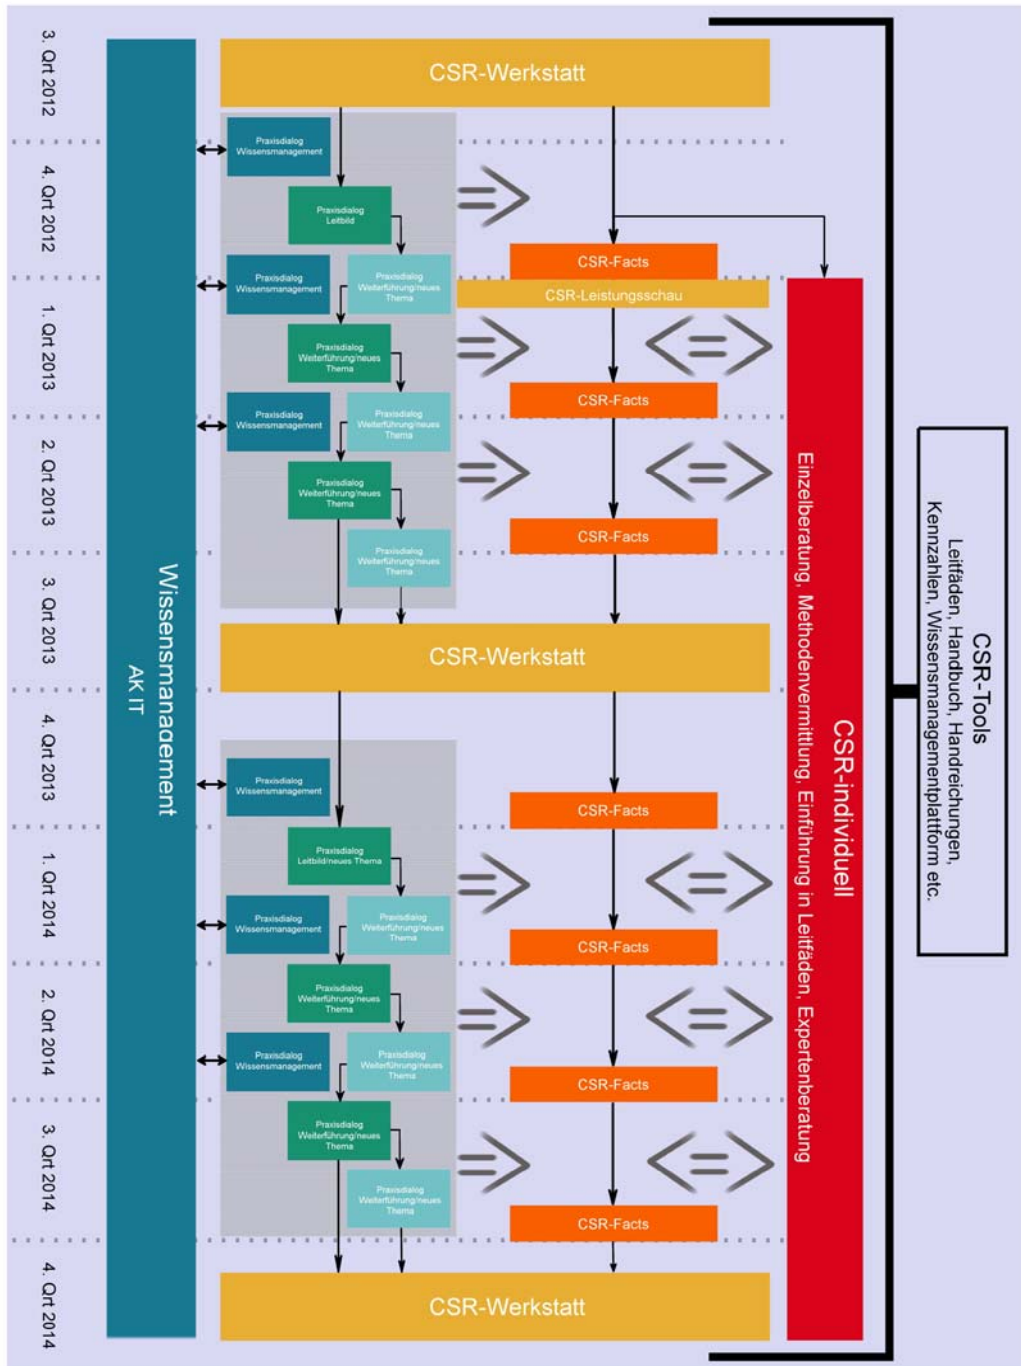 3. Qrt 2012
4. Qrt 2012
1. Qrt 2013
2. Qrt 2013
3. Qrt 2013
4. Qrt 2013
1. Qrt 2014
2. Qrt 2014
3. Qrt 2014
4. Qrt 2014
Wissensmanagement
AK IT
CSR-Werkstatt
Praxisdialog
Wissensmanagement
Praxisdialog
Leitbild
CSR-Facts
Praxisdialog
Wissensmanagement
Praxisdialog
Weiterführung/neues
Thema
CSR-Leistungsschau
Praxisdialog
Weiterführung/neues
Thema
CSR-Facts
Praxisdialog
Wissensmanagement
Praxisdialog
Weiterführung/neues
Thema
Praxisdialog
Weiterführung/neues
Thema
CSR-Facts
Praxisdialog
Weiterführung/neues
Thema
CSR-Werkstatt
Praxisdialog
Wissensmanagement
CSR-Facts
Praxisdialog
Leitbild/neues Thema
Praxisdialog
Wissensmanagement
Praxisdialog
Weiterführung/neues
Thema
CSR-Facts
Praxisdialog
Weiterführung/neues
Thema
Praxisdialog
Wissensmanagement
Praxisdialog
Weiterführung/neues
Thema
CSR-Facts
Praxisdialog
Weiterführung/neues
Thema
Praxisdialog
Weiterführung/neues
Thema
CSR-Facts
CSR-Werkstatt
CSR-individuell
Einzelberatung, Methodenvermittlung, Einführung in Leitfäden, Expertenberatung
CSR-Tools
Leitfäden, Handbuch, Handreichungen,
Kennzahlen, Wissensmanagementplattform etc.